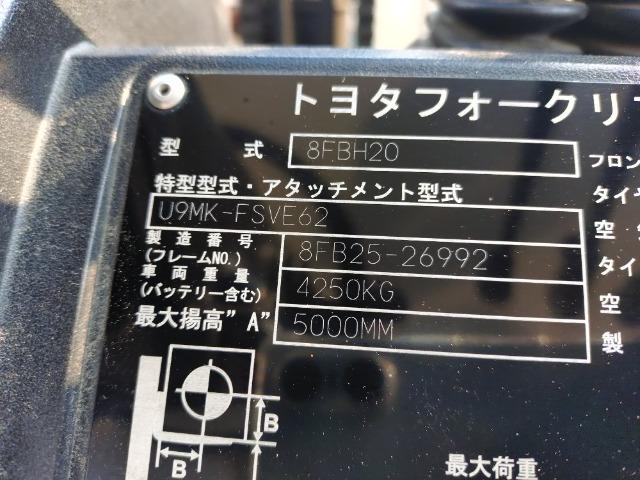 トヨタフォークリフ
型式 8FBH20 フロン
特型型式・アタッチメント型式 タイヤ
U9MK-FSVE62 空
製造番号 (フレームNO.) 8FB25-26992 タイ
車両重量 (バッテリー含む) 4250KG 空
最大揚高"A" 5000MM 製
B
B
最大荷重